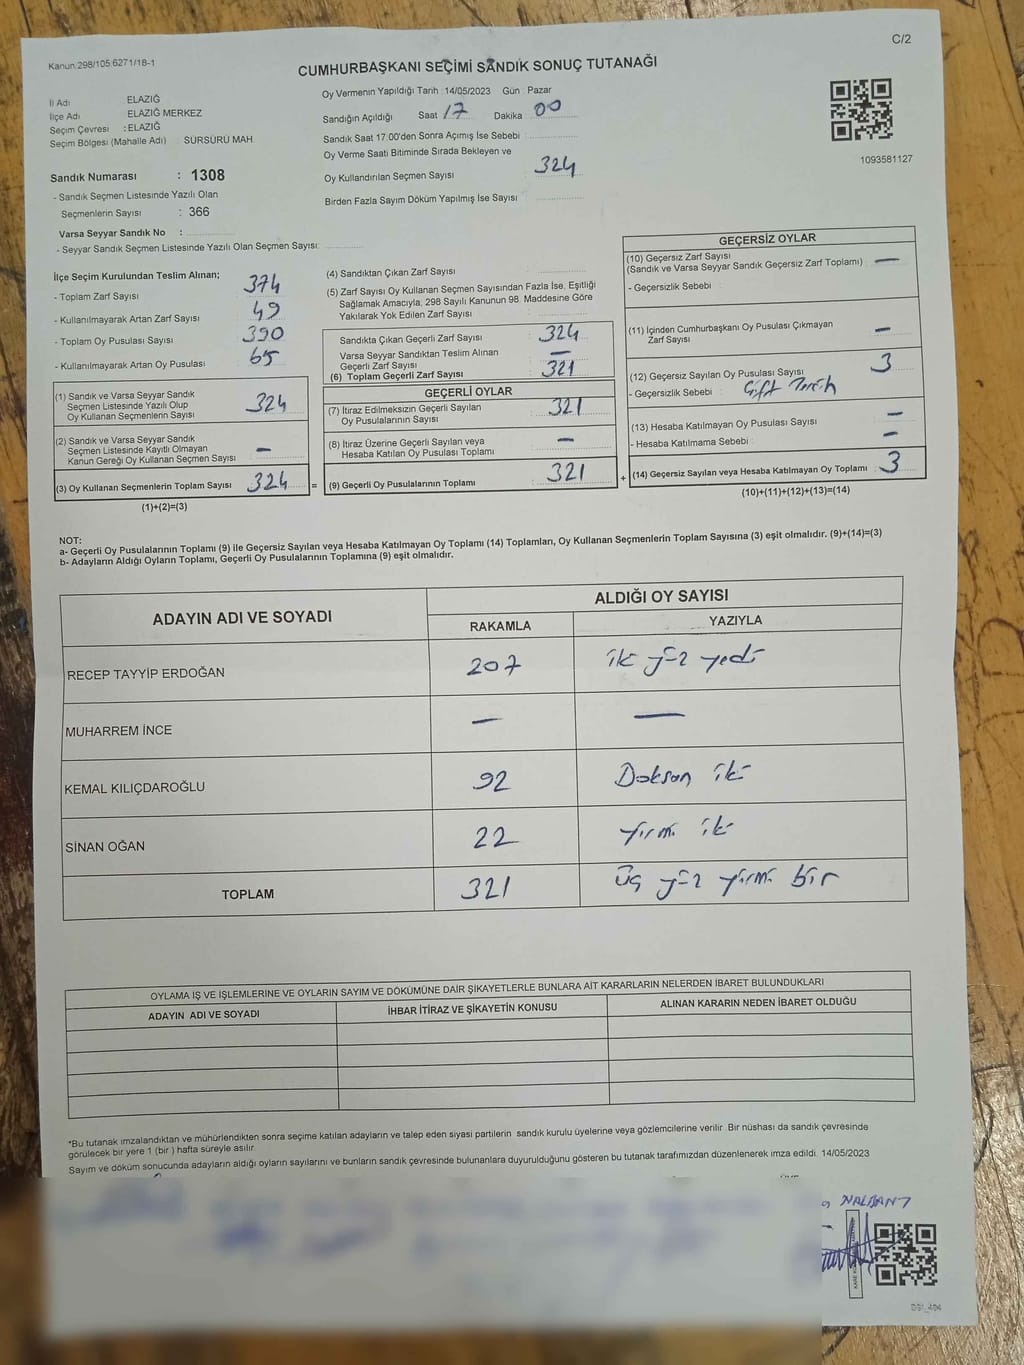 C/2
Kanun.298/105.6271/18-1
CUMHURBAŞKANI SEÇİMİ SANDIK SONUÇ TUTANAĞI
İl Adı ELAZIĞ
İlçe Adı ELAZIĞ MERKEZ
Seçim Çevresi : ELAZIĞ
Seçim Bölgesi (Mahalle Adı) SÜRSÜRÜ MAH
Sandık Numarası : 1308
- Sandık Seçmen Listesinde Yazılı Olan
Seçmenlerin Sayısı : 366
Varsa Seyyar Sandık No :
- Seyyar Sandık Seçmen Listesinde Yazılı Olan Seçmen Sayısı:
Oy Vermenin Yapıldığı Tarih 14/05/2023 Gün Pazar
Sandığın Açıldığı Saat 17 Dakika 00
Sandık Saat 17.00'den Sonra Açımış İse Sebebi
Oy Verme Saati Bitiminde Sırada Bekleyen ve
Oy Kullandırılan Seçmen Sayısı 324
Birden Fazla Sayım Döküm Yapılmış İse Sayısı
1093581127
İlçe Seçim Kurulundan Teslim Alınan;
- Toplam Zarf Sayısı 374
- Kullanılmayarak Artan Zarf Sayısı 49
- Toplam Oy Pusulası Sayısı 390
- Kullanılmayarak Artan Oy Pusulası 65
(1) Sandık ve Varsa Seyyar Sandık
Seçmen Listesinde Yazılı Olup
Oy Kullanan Seçmenlerin Sayısı 324
(2) Sandık ve Varsa Seyyar Sandık
Seçmen Listesinde Kayıtlı Olmayan
Kanun Gereği Oy Kullanan Seçmen Sayısı –
(3) Oy Kullanan Seçmenlerin Toplam Sayısı 324 =
(1)+(2)=(3)
(4) Sandıktan Çıkan Zarf Sayısı
(5) Zarf Sayısı Oy Kullanan Seçmen Sayısından Fazla İse, Eşitliği
Sağlamak Amacıyla, 298 Sayılı Kanunun 98. Maddesine Göre
Yakılarak Yok Edilen Zarf Sayısı
Sandıkta Çıkan Geçerli Zarf Sayısı 324
Varsa Seyyar Sandıktan Teslim Alınan
Geçerli Zarf Sayısı –
(6) Toplam Geçerli Zarf Sayısı 321
GEÇERLİ OYLAR
(7) İtiraz Edilmeksizin Geçerli Sayılan
Oy Pusulasının Sayısı 321
(8) İtiraz Üzerine Geçerli Sayılan veya
Hesaba Katılan Oy Pusulası Toplamı –
(9) Geçerli Oy Pusulalarının Toplamı 321 +
GEÇERSİZ OYLAR
(10) Geçersiz Zarf Sayısı
(Sandık ve Varsa Seyyar Sandık Geçersiz Zarf Toplamı) –
- Geçersizlik Sebebi
(11) İçinden Cumhurbaşkanı Oy Pusulası Çıkmayan
Zarf Sayısı –
(12) Geçersiz Sayılan Oy Pusulası Sayısı 3
- Geçersizlik Sebebi Çift Tercih
(13) Hesaba Katılmayan Oy Pusulası Sayısı –
- Hesaba Katılmama Sebebi –
(14) Geçersiz Sayılan veya Hesaba Katılmayan Oy Toplamı 3
(10)+(11)+(12)+(13)=(14)
NOT:
a- Geçerli Oy Pusulalarının Toplamı (9) ile Geçersiz Sayılan veya Hesaba Katılmayan Oy Toplamı (14) Toplamları, Oy Kullanan Seçmenlerin Toplam Sayısına (3) eşit olmalıdır. (9)+(14)=(3)
b- Adayların Aldığı Oyların Toplamı, Geçerli Oy Pusulalarının Toplamına (9) eşit olmalıdır.
ADAYIN ADI VE SOYADI ALDIĞI OY SAYISI
RAKAMLA YAZIYLA
RECEP TAYYİP ERDOĞAN 207 iki yüz yedi
MUHARREM İNCE – –
KEMAL KILIÇDAROĞLU 92 Doksan iki
SİNAN OĞAN 22 yirmi iki
TOPLAM 321 üç yüz yirmi bir
OYLAMA İŞ VE İŞLEMLERİNE VE OYLARIN SAYIM VE DÖKÜMÜNE DAİR ŞİKAYETLERLE BUNLARA AİT KARARLARIN NELERDEN İBARET BULUNDUKLARI
ADAYIN ADI VE SOYADI İHBAR İTİRAZ VE ŞİKAYETİN KONUSU ALINAN KARARIN NEDEN İBARET OLDUĞU
*Bu tutanak imzalandıktan ve mühürlendikten sonra seçime katılan adayların ve talep eden siyasi partilerin sandık kurulu üyelerine veya gözlemcilerine verilir. Bir nüshası da sandık çevresinde
görülecek bir yere 1 (bir) hafta süreyle asılır.
Sayım ve döküm sonucunda adayların aldığı oyların sayılarını ve bunların sandık çevresinde bulunanlara duyurulduğunu gösteren bu tutanak tarafımızdan düzenlenerek imza edildi. 14/05/2023
NALBANT